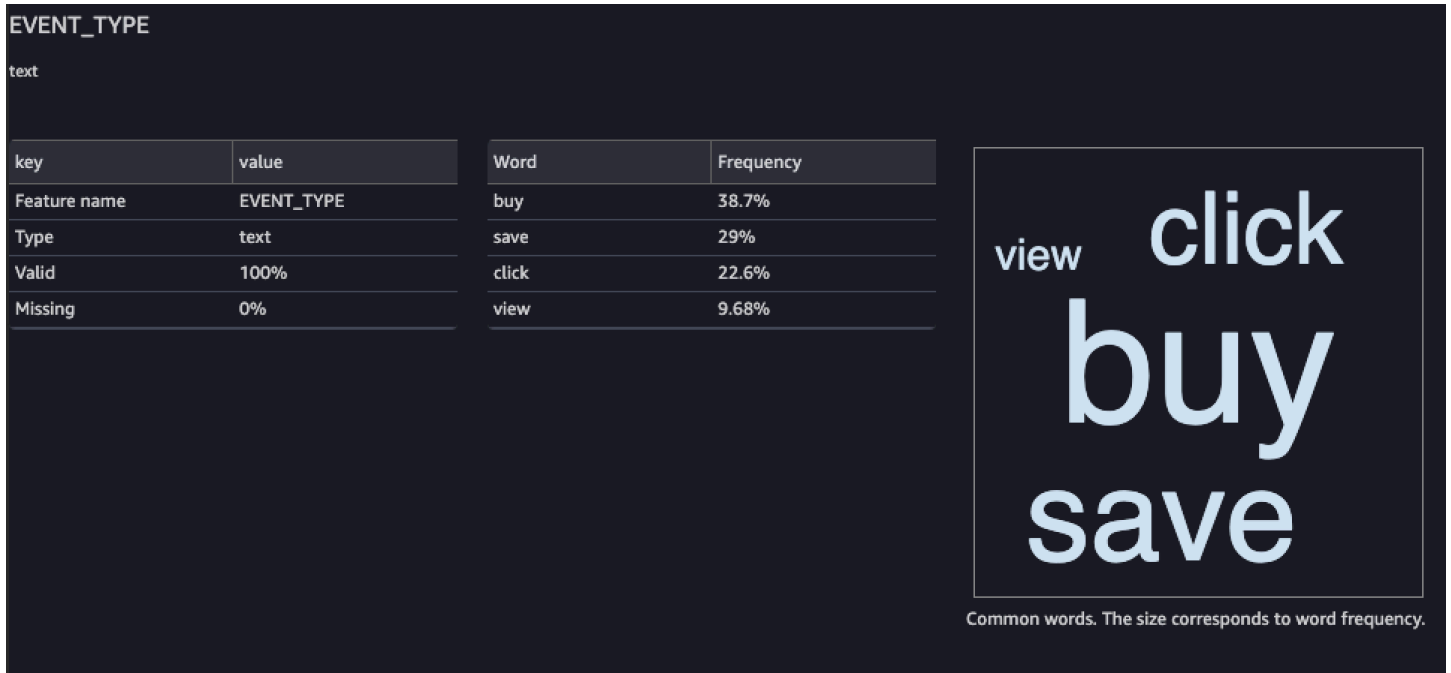 EVENT_TYPE
text
key value
Feature name EVENT_TYPE
Type text
Valid 100%
Missing 0%
Word Frequency
buy 38.7%
save 29%
click 22.6%
view 9.68%
click
view
buy
save
Common words. The size corresponds to word frequency.